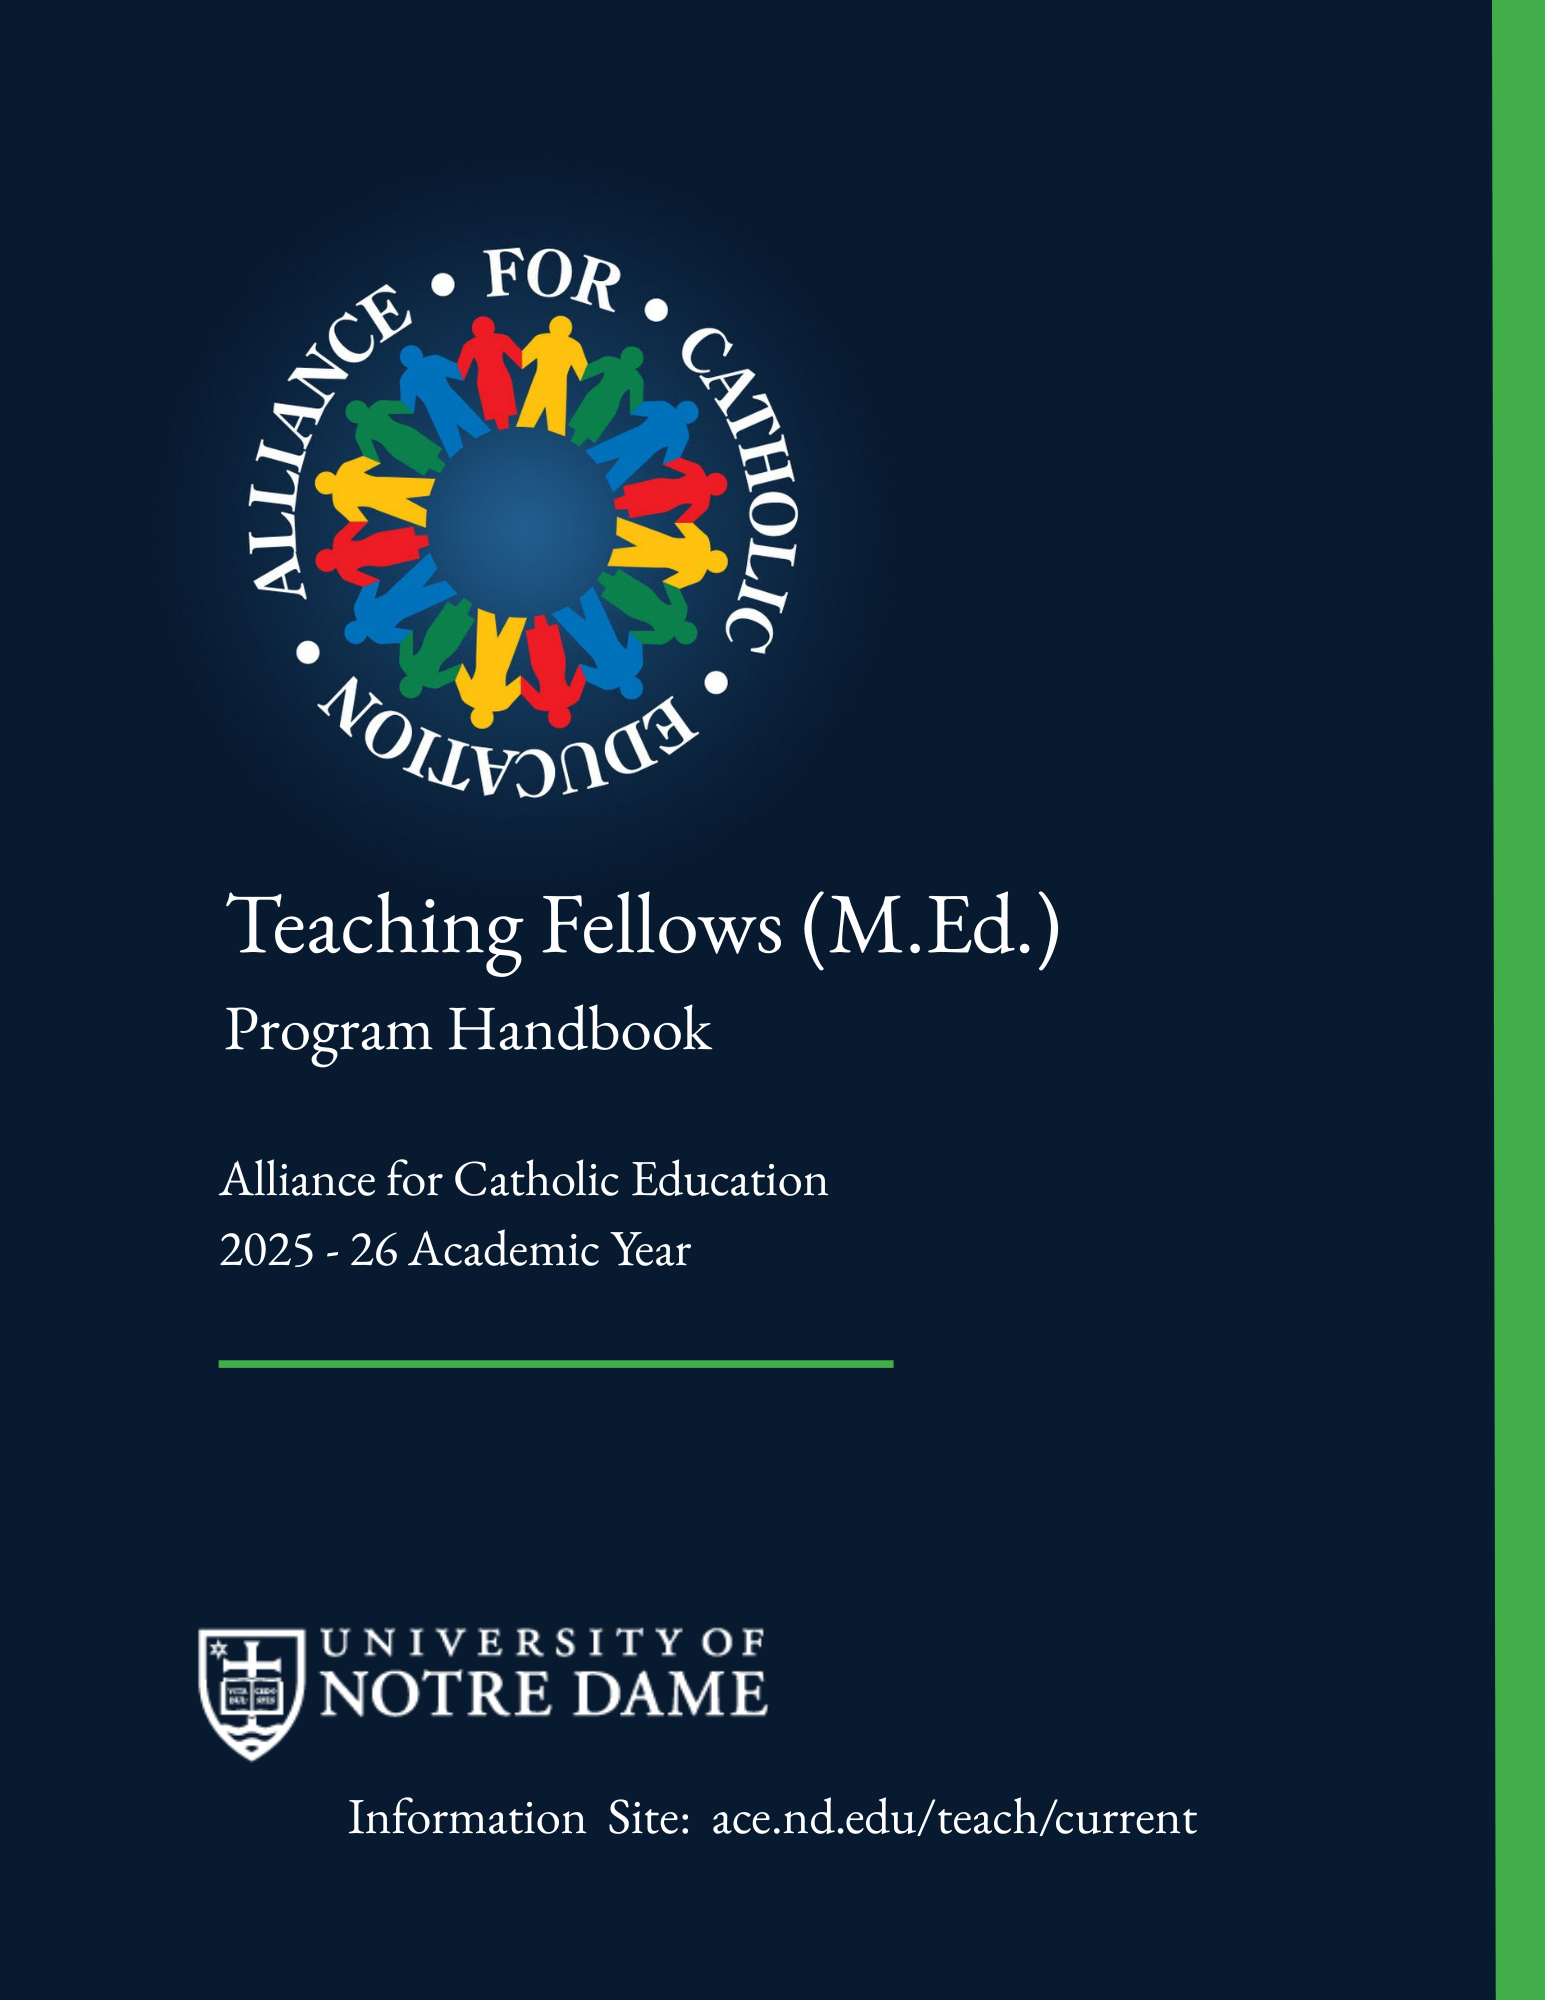 ALLIANCE • FOR • CATHOLIC • EDUCATION •
Teaching Fellows (M.Ed.)
Program Handbook
Alliance for Catholic Education
2025 - 26 Academic Year
UNIVERSITY OF
NOTRE DAME
Information Site: ace.nd.edu/teach/current